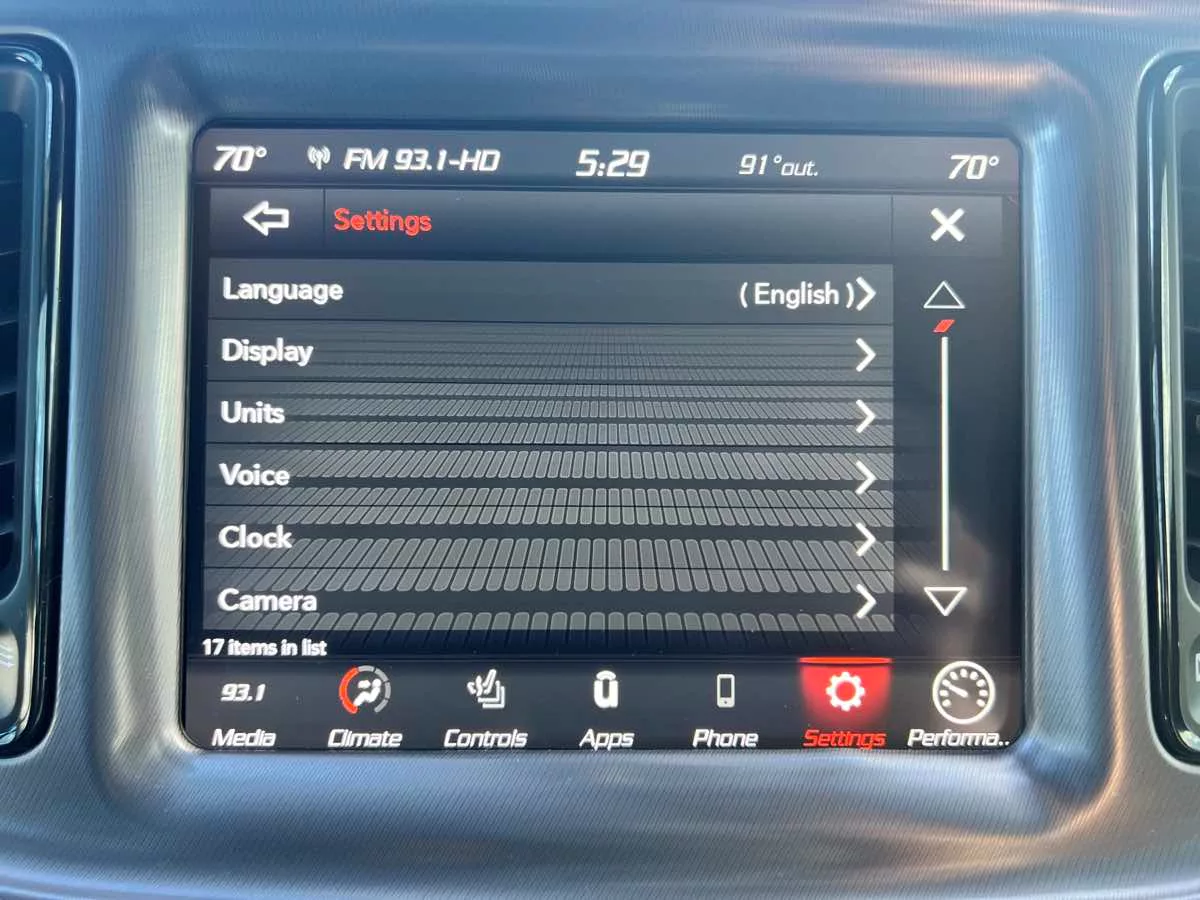 70° FM 93.1-HD 5:29 91°out. 70°
Settings
Language (English)
Display
Units
Voice
Clock
Camera
17 items in list
93.1
Media Climate Controls Apps Phone Settings Performa..